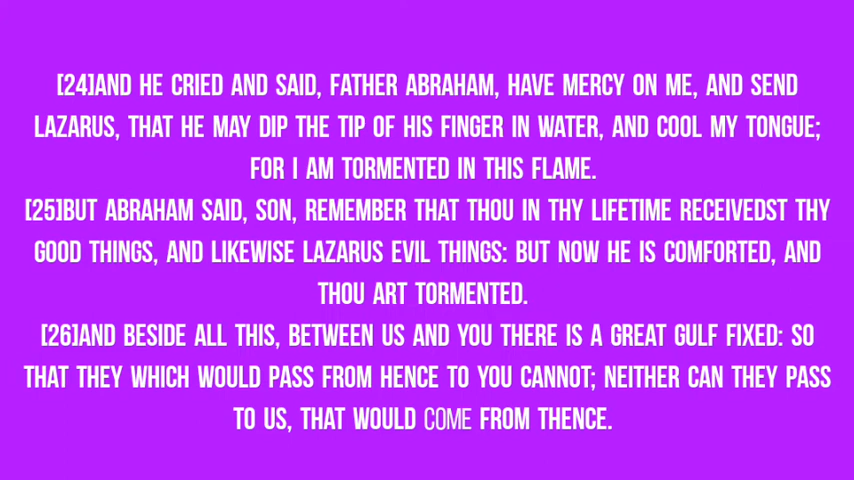 [24]AND HE CRIED AND SAID, FATHER ABRAHAM, HAVE MERCY ON ME, AND SEND
LAZARUS, THAT HE MAY DIP THE TIP OF HIS FINGER IN WATER, AND COOL MY TONGUE;
FOR I AM TORMENTED IN THIS FLAME.
[25]BUT ABRAHAM SAID, SON, REMEMBER THAT THOU IN THY LIFETIME RECEIVEDST THY
GOOD THINGS, AND LIKEWISE LAZARUS EVIL THINGS: BUT NOW HE IS COMFORTED, AND
THOU ART TORMENTED.
[26]AND BESIDE ALL THIS, BETWEEN US AND YOU THERE IS A GREAT GULF FIXED: SO
THAT THEY WHICH WOULD PASS FROM HENCE TO YOU CANNOT; NEITHER CAN THEY PASS
TO US, THAT WOULD COME FROM THENCE.